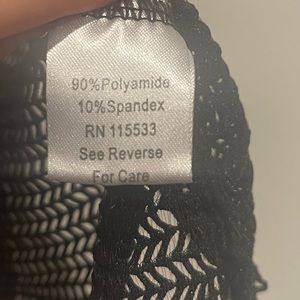 90%Polyamide
10%Spandex
RN 115533
See Reverse
For Care